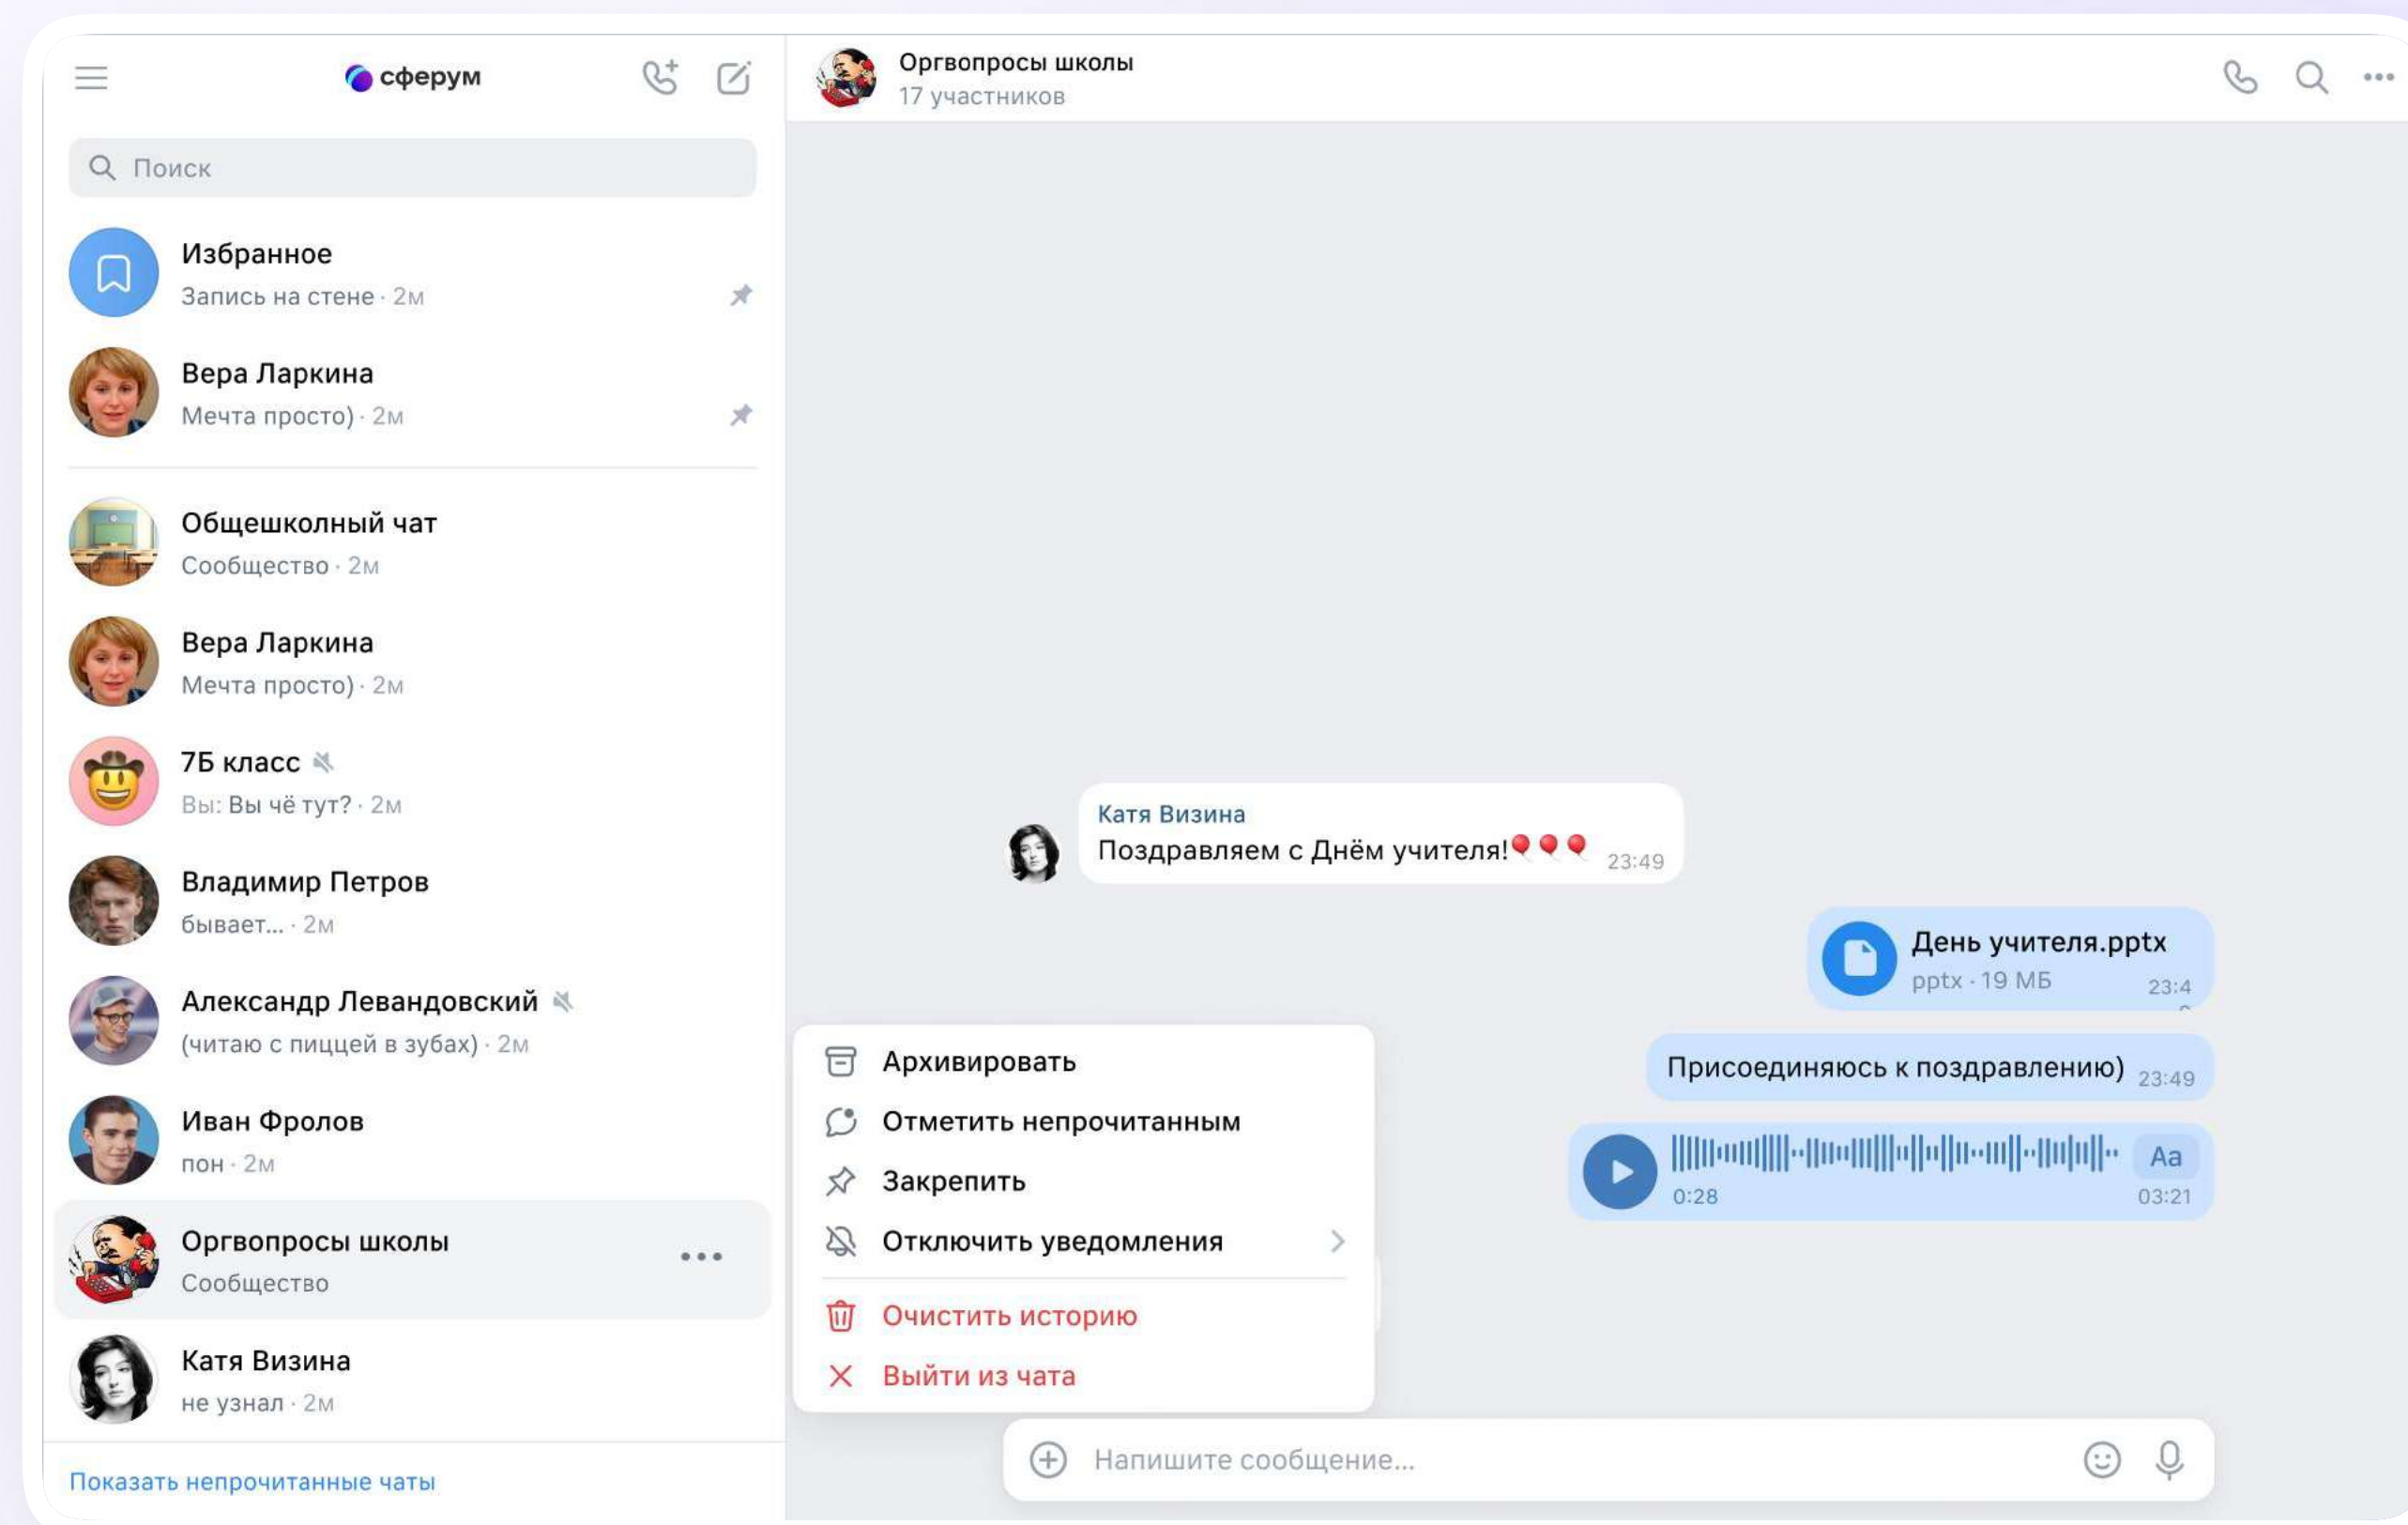 сферум
Поиск
Избранное
Запись на стене · 2м
Вера Ларкина
Мечта просто) · 2м
Общешколный чат
Сообщество · 2м
Вера Ларкина
Мечта просто) · 2м
7Б класс
Вы: Вы чё тут? · 2м
Владимир Петров
бывает... · 2м
Александр Левандовский
(читаю с пиццей в зубах) · 2м
Иван Фролов
пон · 2м
Оргвопросы школы
Сообщество
Катя Визина
не узнал · 2м
Показать непрочитанные чаты
Оргвопросы школы
17 участников
Катя Визина
Поздравляем с Днём учителя!🎈🎈🎈 23:49
День учителя.pptx
pptx · 19 МБ 23:4
Присоединяюсь к поздравлению) 23:49
Aa
0:28 03:21
Архивировать
Отметить непрочитанным
Закрепить
Отключить уведомления
Очистить историю
Выйти из чата
Напишите сообщение...